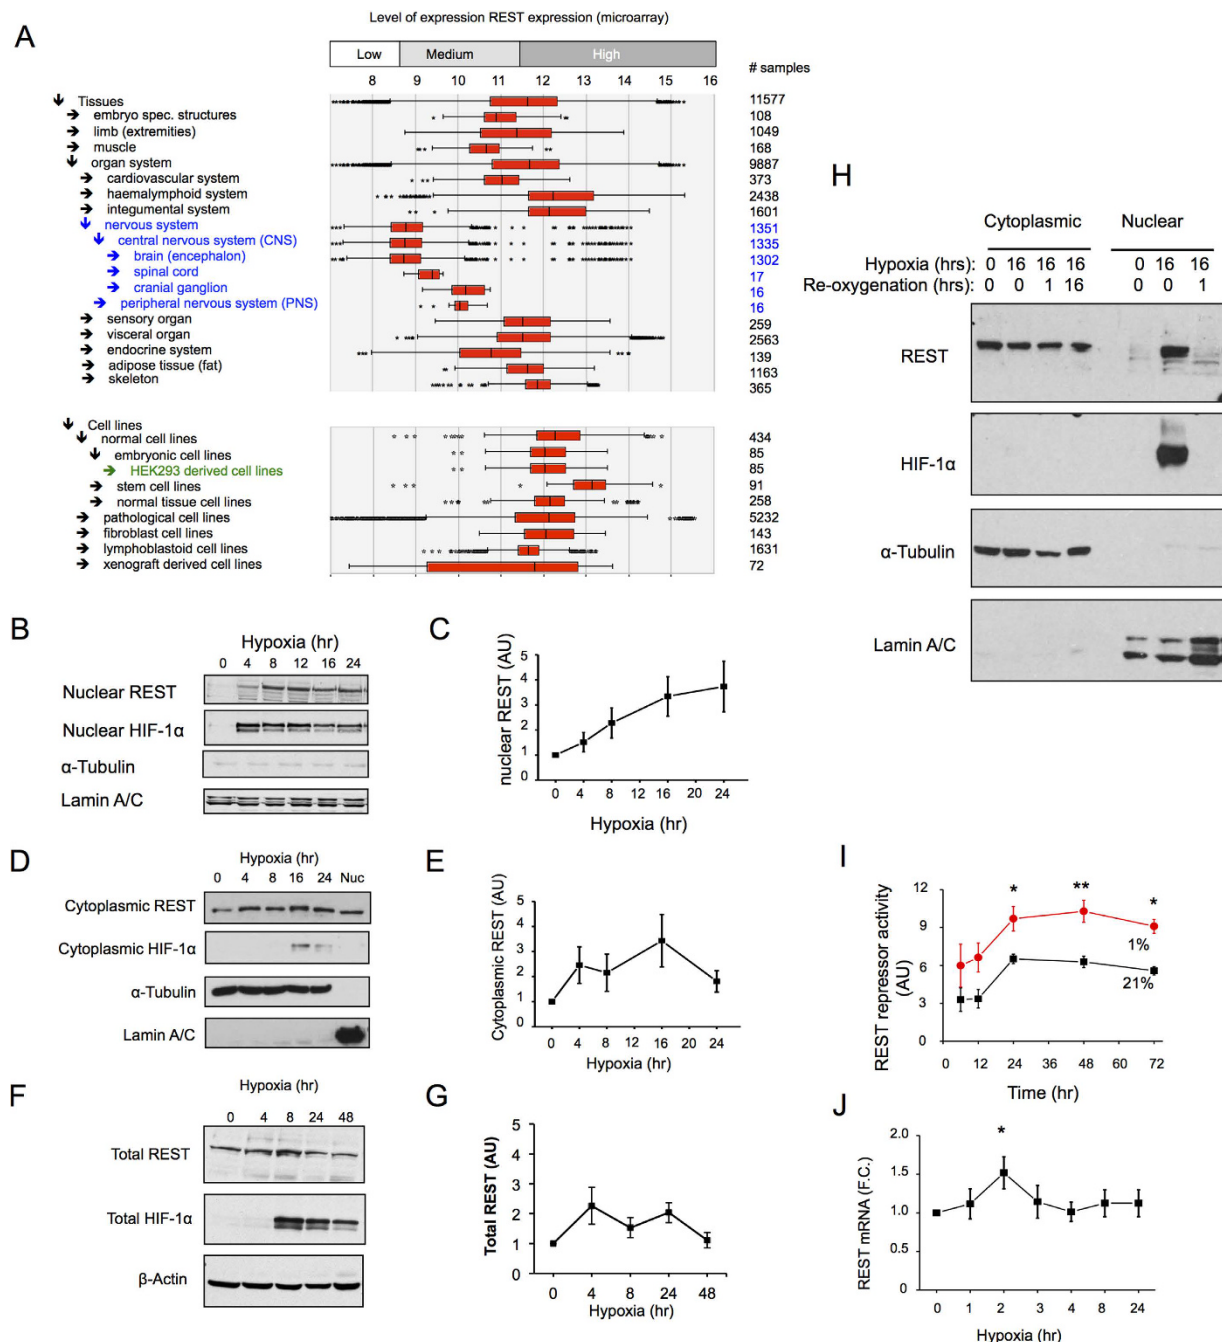 A
Level of expression REST expression (microarray)
Low Medium High
# samples
8 9 10 11 12 13 14 15 16
Tissues 11577
embryo spec. structures 108
limb (extremities) 1049
muscle 168
organ system 9887
cardiovascular system 373
haemalymphoid system 2438
integumental system 1601
nervous system 1351
central nervous system (CNS) 1335
brain (encephalon) 1302
spinal cord 17
cranial ganglion 16
peripheral nervous system (PNS) 16
sensory organ 259
visceral organ 2563
endocrine system 139
adipose tissue (fat) 1163
skeleton 365
Cell lines
normal cell lines 434
embryonic cell lines 85
HEK293 derived cell lines 85
stem cell lines 91
normal tissue cell lines 258
pathological cell lines 5232
fibroblast cell lines 143
lymphoblastoid cell lines 1631
xenograft derived cell lines 72
8 9 10 11 12 13 14 15 16
B
Hypoxia (hr)
0 4 8 12 16 24
Nuclear REST
Nuclear HIF-1α
α-Tubulin
Lamin A/C
C
nuclear REST (AU)
5
4
3
2
1
0
0 4 8 12 16 20 24
Hypoxia (hr)
D
Hypoxia (hr)
0 4 8 16 24 Nuc
Cytoplasmic REST
Cytoplasmic HIF-1α
α-Tubulin
Lamin A/C
E
Cytoplasmic REST (AU)
5
4
3
2
1
0
0 4 8 12 16 20 24
Hypoxia (hr)
F
Hypoxia (hr)
0 4 8 24 48
Total REST
Total HIF-1α
β-Actin
G
Total REST (AU)
5
4
3
2
1
0
0 4 8 24 48
Hypoxia (hr)
H
Cytoplasmic Nuclear
Hypoxia (hrs): 0 16 16 16 0 16 16
Re-oxygenation (hrs): 0 0 1 16 0 0 1
REST
HIF-1α
α-Tubulin
Lamin A/C
I
REST repressor activity (AU)
12
9
6
3
0
* ** *
1%
21%
0 12 24 36 48 60 72
Time (hr)
J
REST mRNA (F.C.)
2.0
1.5
1.0
0.5
0.0
*
0 1 2 3 4 8 24
Hypoxia (hr)